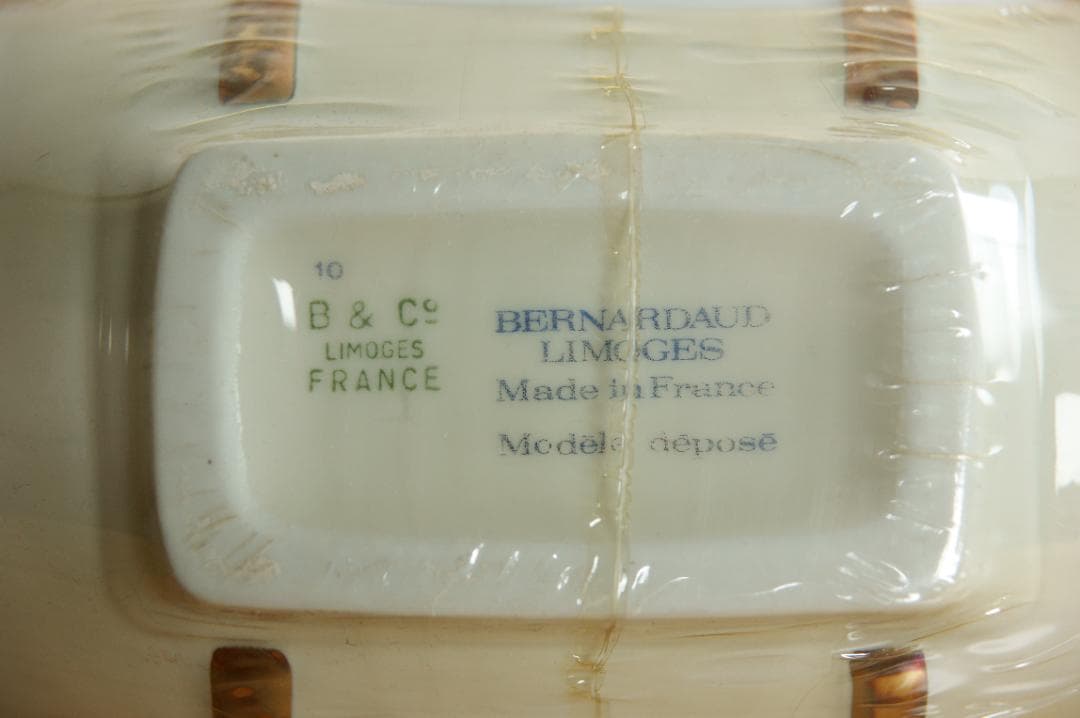 10
B & Cº
LIMOGES
FRANCE
BERNARDAUD
LIMOGES
Made in France
Modèle déposé